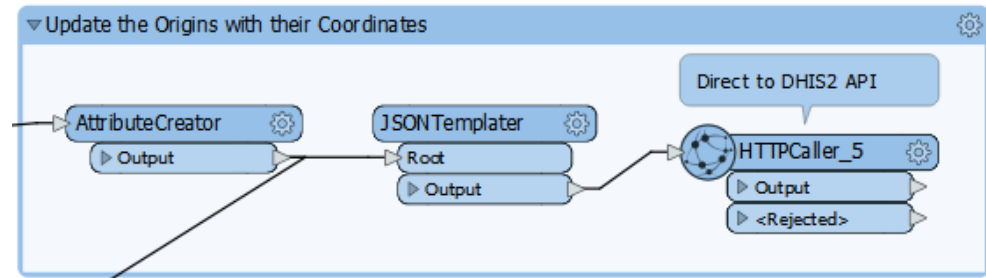 Update the Origins with their Coordinates
Direct to DHIS2 API
AttributeCreator
Output
JSONTemplater
Root
Output
HTTPCaller_5
Output
<Rejected>